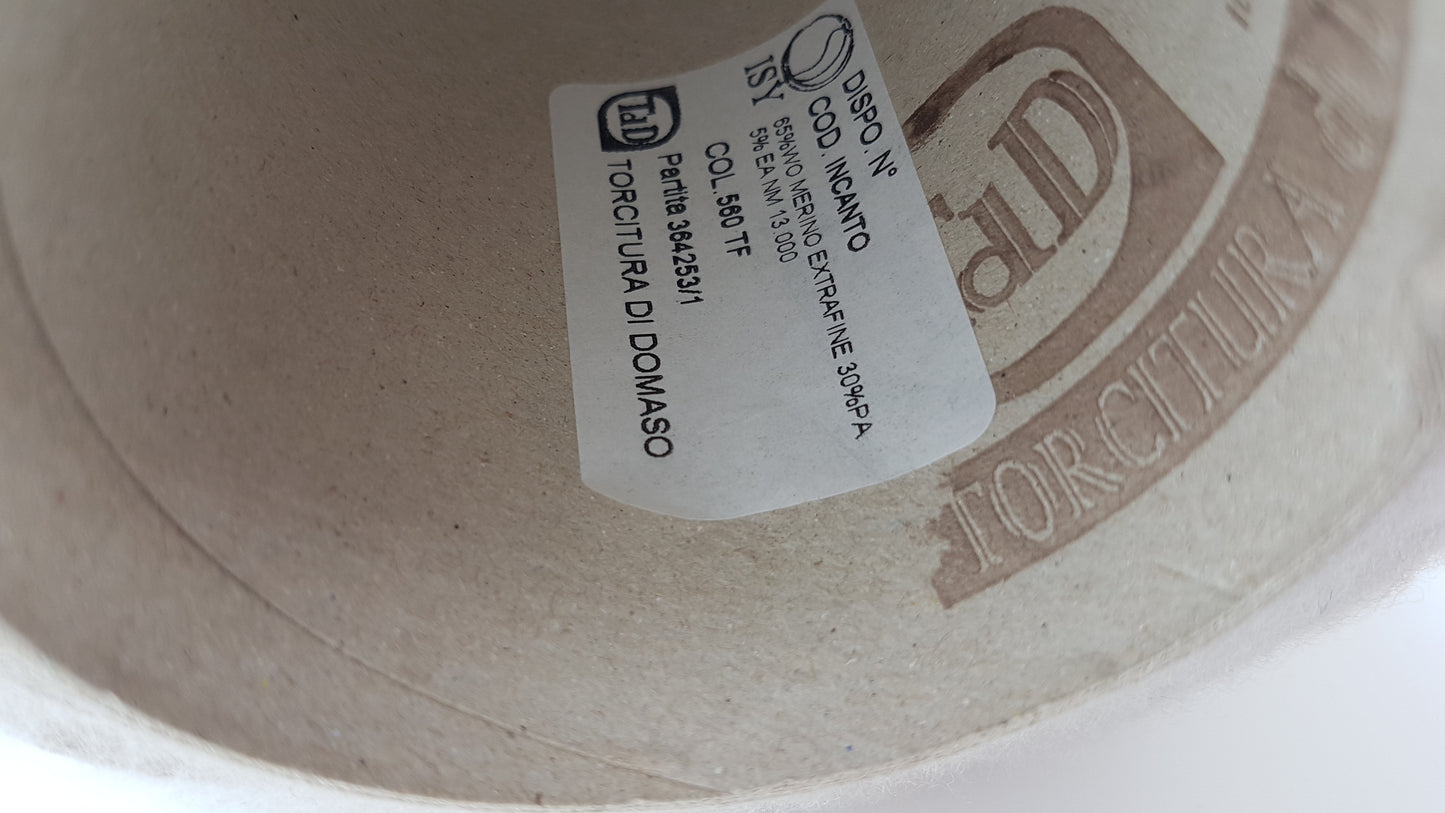 DISPO. N°
COD. INCANTO
ISY
65%WO MERINO EXTRAFINE 30%PA
5% EA NM 13.000
COL.560 TF
Partita 364253/1
TdD
TORCITURA DI DOMASO
TdD
TORCITURA d